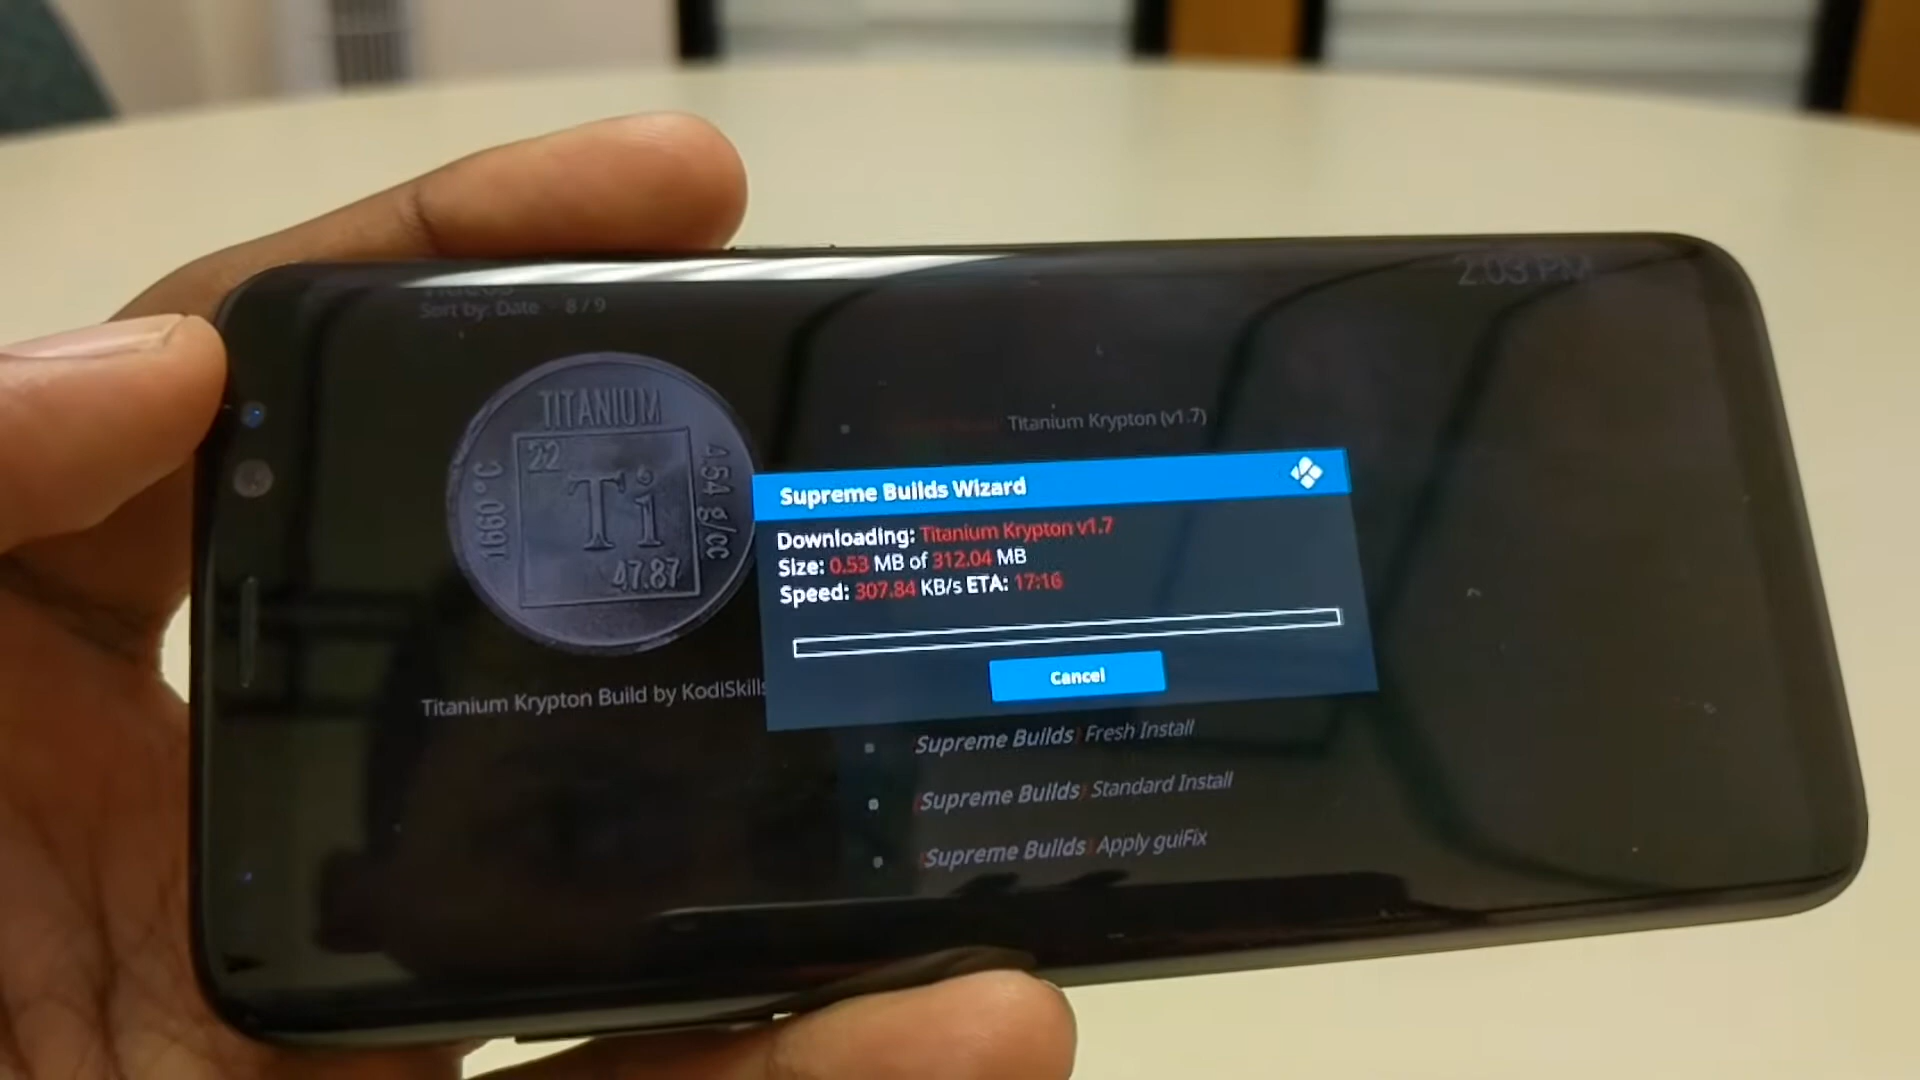 2:03 PM
Sort by: Date · 8 / 9
TITANIUM
22
Ti
47.87
1660 °C
4.54 g/cc
Titanium Krypton Build by KodiSkills
Titanium Krypton (v1.7)
Supreme Builds Wizard
Downloading: Titanium Krypton v1.7
Size: 0.53 MB of 312.04 MB
Speed: 307.84 KB/s ETA: 17:16
Cancel
[Supreme Builds] Fresh Install
[Supreme Builds] Standard Install
[Supreme Builds] Apply guiFix